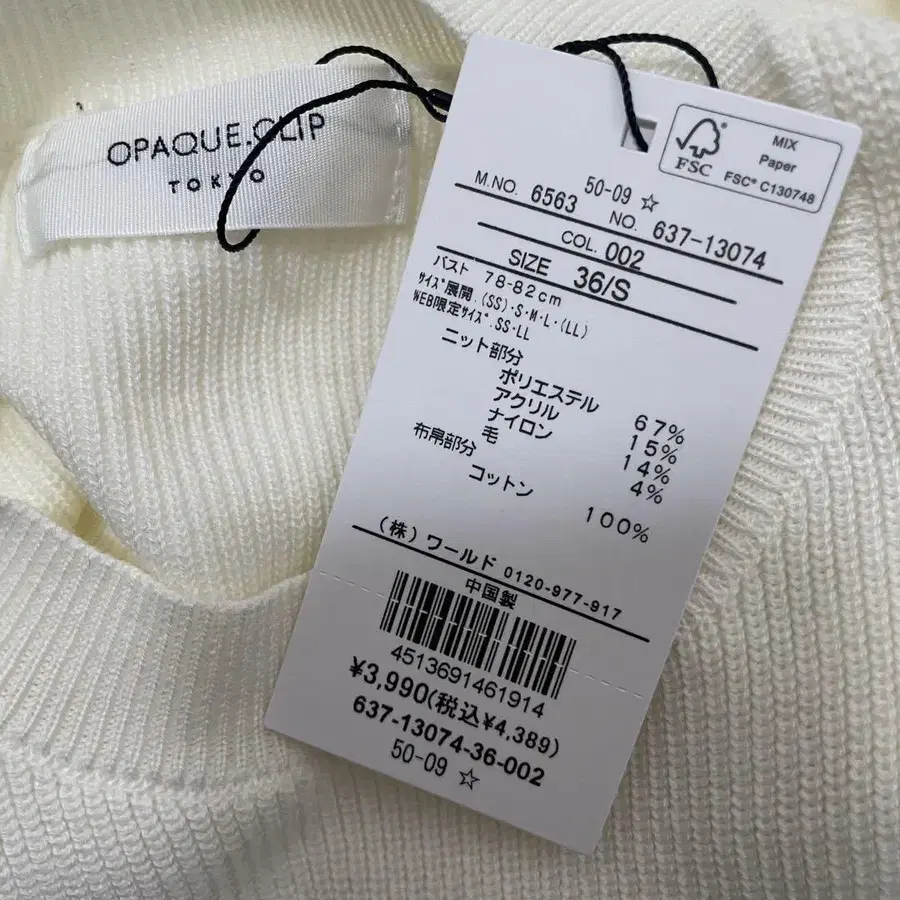 OPAQUE.CLIP
TOKYO
FSC
MIX
Paper
FSC® C130748
50-09 ☆
M.NO. 6563 NO. 637-13074
COL. 002
SIZE 36/S
バスト 78-82cm
サイズ展開.(SS)・S・M・L・(LL)
WEB限定サイズ.SS・LL
ニット部分
ポリエステル 67%
アクリル 15%
ナイロン 14%
毛 4%
布帛部分
コットン 100%
(株)ワールド 0120-977-917
中国製
4513691461914
¥3,990(税込¥4,389)
637-13074-36-002
50-09 ☆